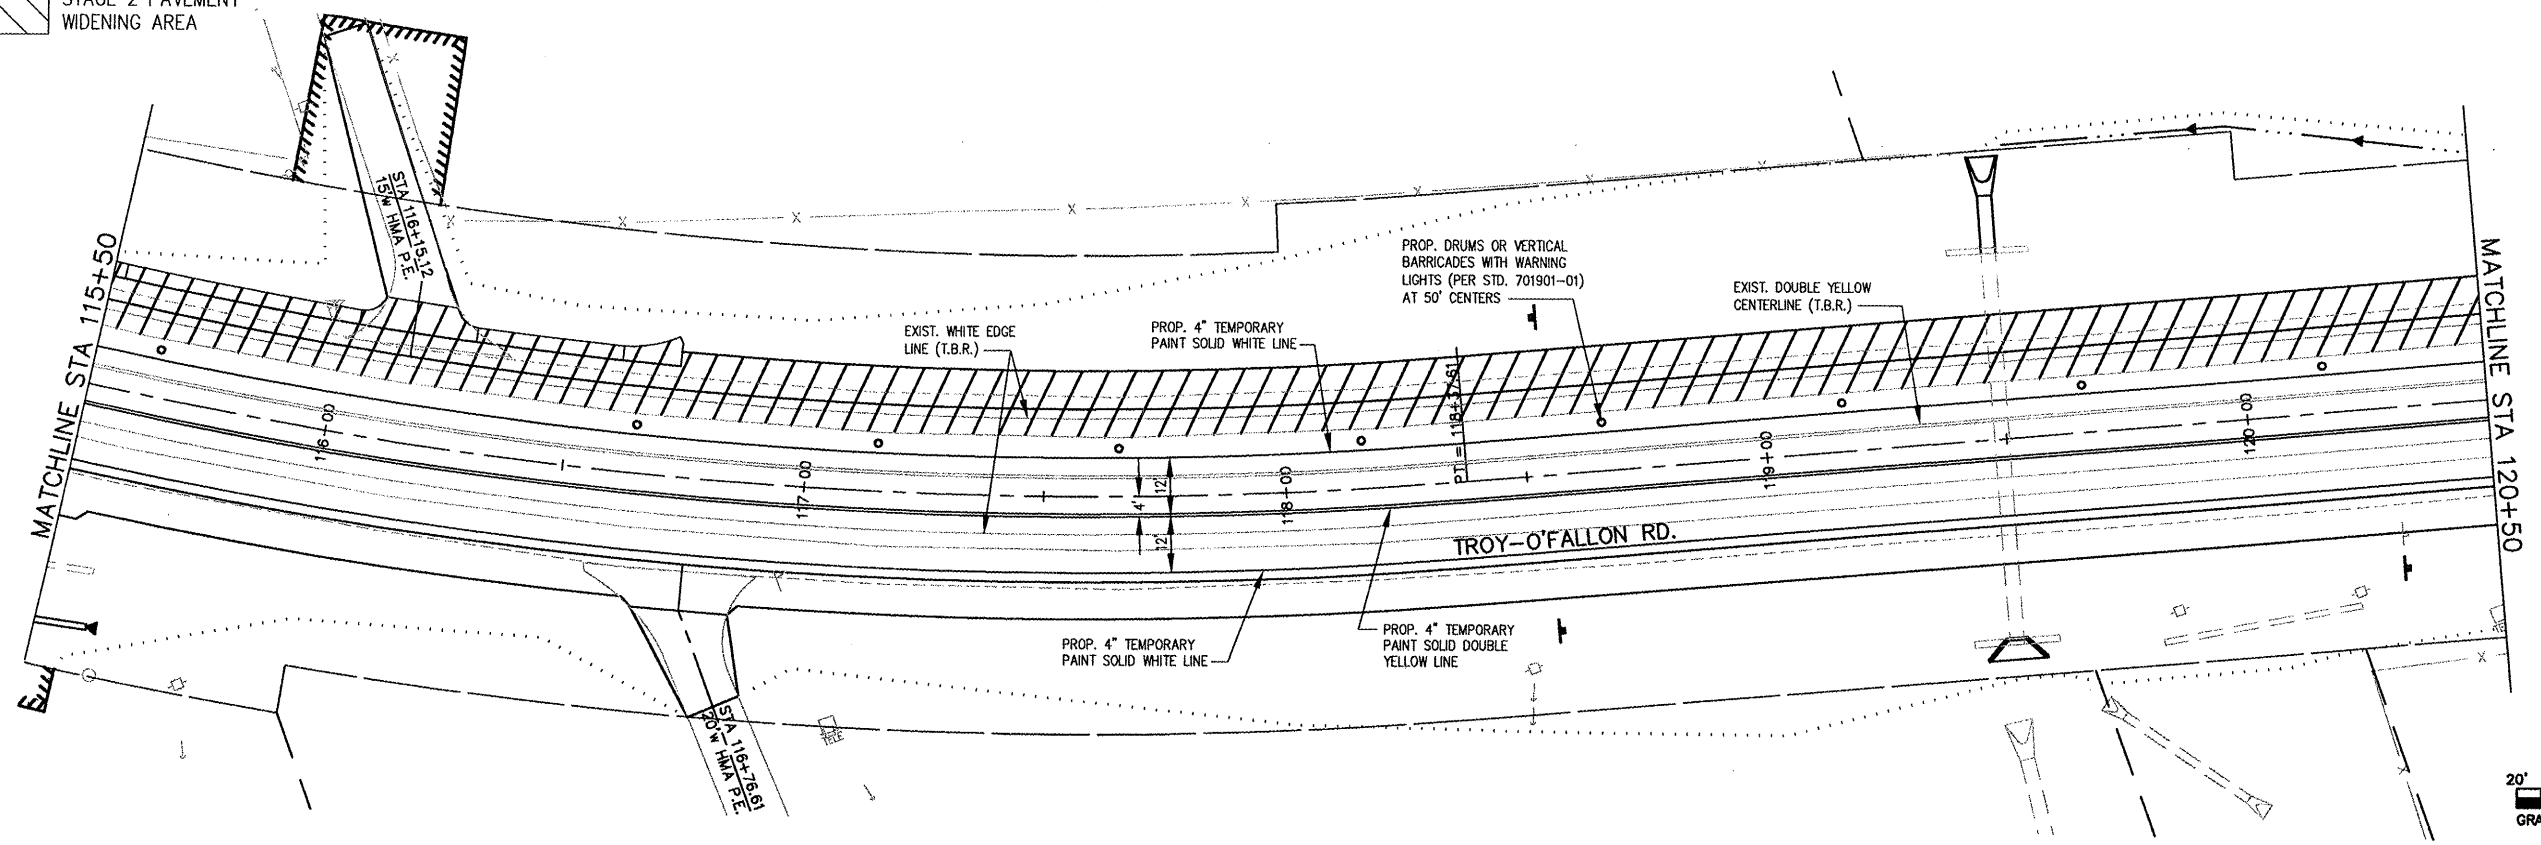 STAGE 2 PAVEMENT
WIDENING AREA
MATCHLINE STA 115+50
STA 116+15.12
15'W HMA P.E.
EXIST. WHITE EDGE
LINE (T.B.R.)
PROP. 4" TEMPORARY
PAINT SOLID WHITE LINE
PROP. DRUMS OR VERTICAL
BARRICADES WITH WARNING
LIGHTS (PER STD. 701901-01)
AT 50' CENTERS
EXIST. DOUBLE YELLOW
CENTERLINE (T.B.R.)
MATCHLINE STA 120+50
116+00
117+00
4'
12'
12'
118+00
P.T. = 118+37.61
119+00
120+00
TROY-O'FALLON RD.
PROP. 4" TEMPORARY
PAINT SOLID WHITE LINE
PROP. 4" TEMPORARY
PAINT SOLID DOUBLE
YELLOW LINE
STA 116+76.61
20'W HMA P.E.
TELE
20'
GRA